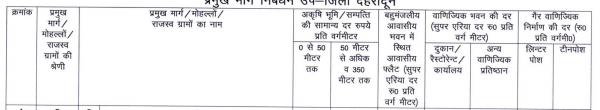 प्रमुख मार्ग निबंधन उप–जिला देहरादून
क्रमांक
प्रमुख
मार्ग/
मोहल्लों/
राजस्व
ग्रामों की
श्रेणी
प्रमुख मार्ग/मोहल्लों/
राजस्व ग्रामों का नाम
अकृषि भूमि/सम्पत्ति
की सामान्य दर रुपये
प्रति वर्गमीटर
0 से 50
मीटर
तक
50 मीटर
से अधिक
व 350
मीटर तक
बहुमंजलीय
आवासीय
भवन में
स्थित
आवासीय
फ्लैट (सुपर
एरिया दर
रु0 प्रति
वर्ग मीटर)
वाणिज्यिक भवन की दर
(सुपर एरिया दर रु0 प्रति
वर्ग मीटर)
दुकान/
रैस्टोरेन्ट/
कार्यालय
अन्य
वाणिज्यिक
प्रतिष्ठान
गैर वाणिज्यिक
निर्माण की दर (रु0
प्रति वर्गमी0)
लिन्टर
पोश
टीनपोश